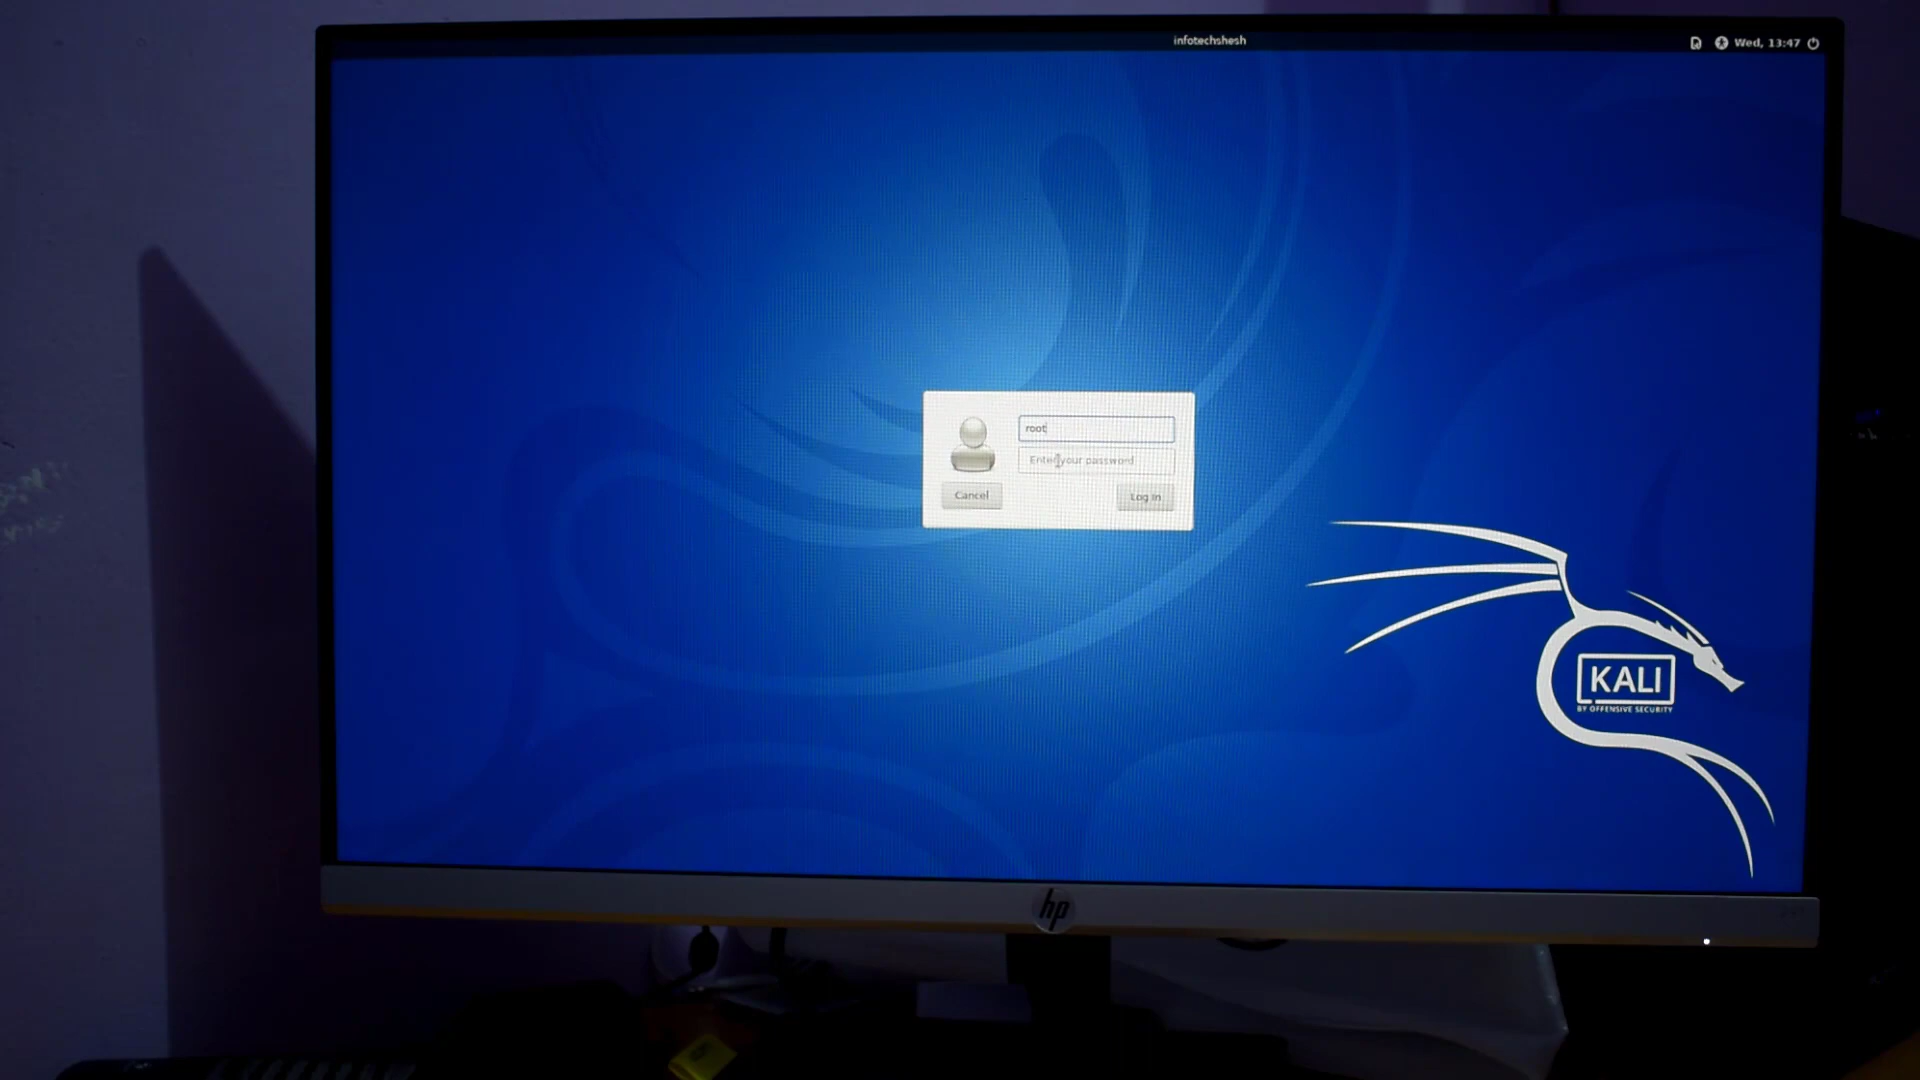 infotechshesh
Wed, 13:47
root
Enter your password
Cancel
Log In
KALI
BY OFFENSIVE SECURITY
hp